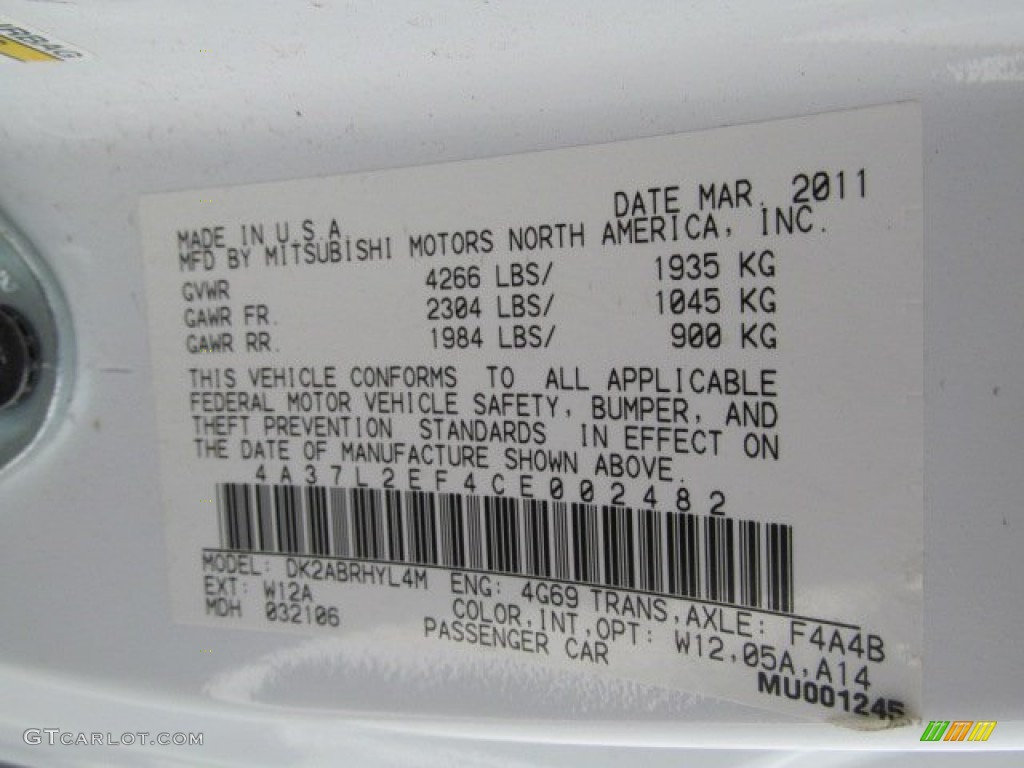 AIRBAG
DATE MAR. 2011
MADE IN U.S.A.
MFD BY MITSUBISHI MOTORS NORTH AMERICA, INC.
GVWR 4266 LBS/ 1935 KG
GAWR FR. 2304 LBS/ 1045 KG
GAWR RR. 1984 LBS/ 900 KG
THIS VEHICLE CONFORMS TO ALL APPLICABLE
FEDERAL MOTOR VEHICLE SAFETY, BUMPER, AND
THEFT PREVENTION STANDARDS IN EFFECT ON
THE DATE OF MANUFACTURE SHOWN ABOVE.
4A37L2EF4CE002482
MODEL: DK2ABRHYL4M ENG: 4G69 TRANS,AXLE: F4A4B
EXT: W12A COLOR,INT,OPT: W12,05A,A14
MDH 032106 PASSENGER CAR
MU001245
GTCARLOT.COM